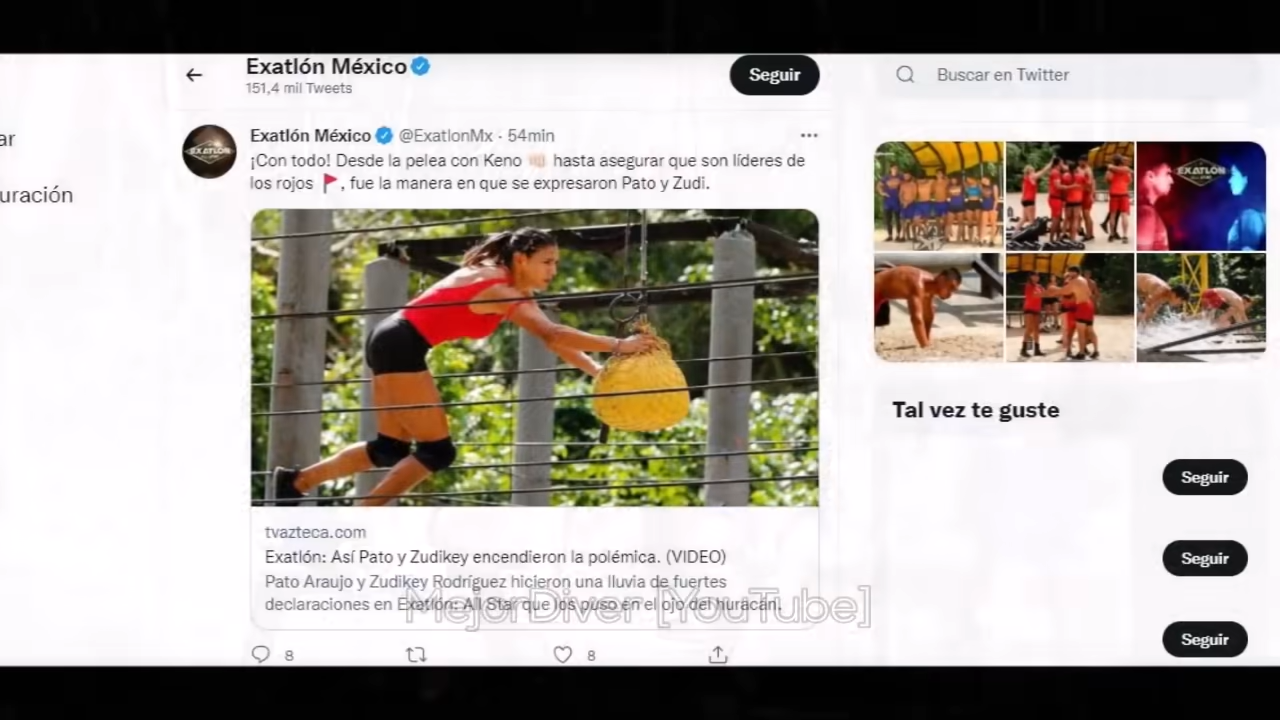 Exatlón México
151,4 mil Tweets
Seguir
Buscar en Twitter
ar
uración
Exatlón México @ExatlonMx · 54min
¡Con todo! Desde la pelea con Keno 👊🏻 hasta asegurar que son líderes de
los rojos 🚩, fue la manera en que se expresaron Pato y Zudi.
EXATLON
EXATLON
Tal vez te guste
Seguir
Seguir
Seguir
tvazteca.com
Exatlón: Así Pato y Zudikey encendieron la polémica. (VIDEO)
Pato Araujo y Zudikey Rodríguez hicieron una lluvia de fuertes
declaraciones en Exatlón: All Star que los puso en el ojo del huracán.
MejorDiver [YouTube]
8
8